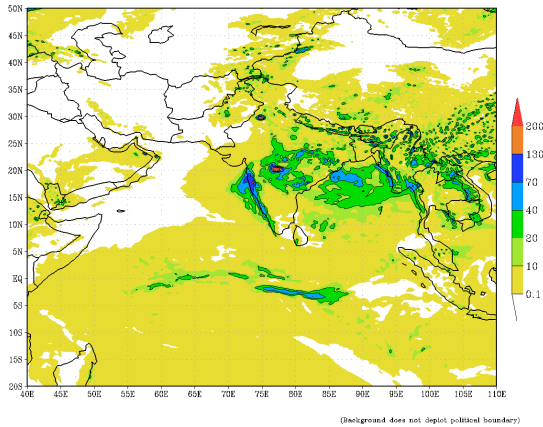 50N
45N
40N
35N
30N
25N
20N
15N
10N
5N
EQ
5S
10S
15S
20S
40E 45E 50E 55E 60E 65E 70E 75E 80E 85E 90E 95E 100E 105E 110E
200
130
70
40
20
10
0.1
(Background does not depict political boundary)